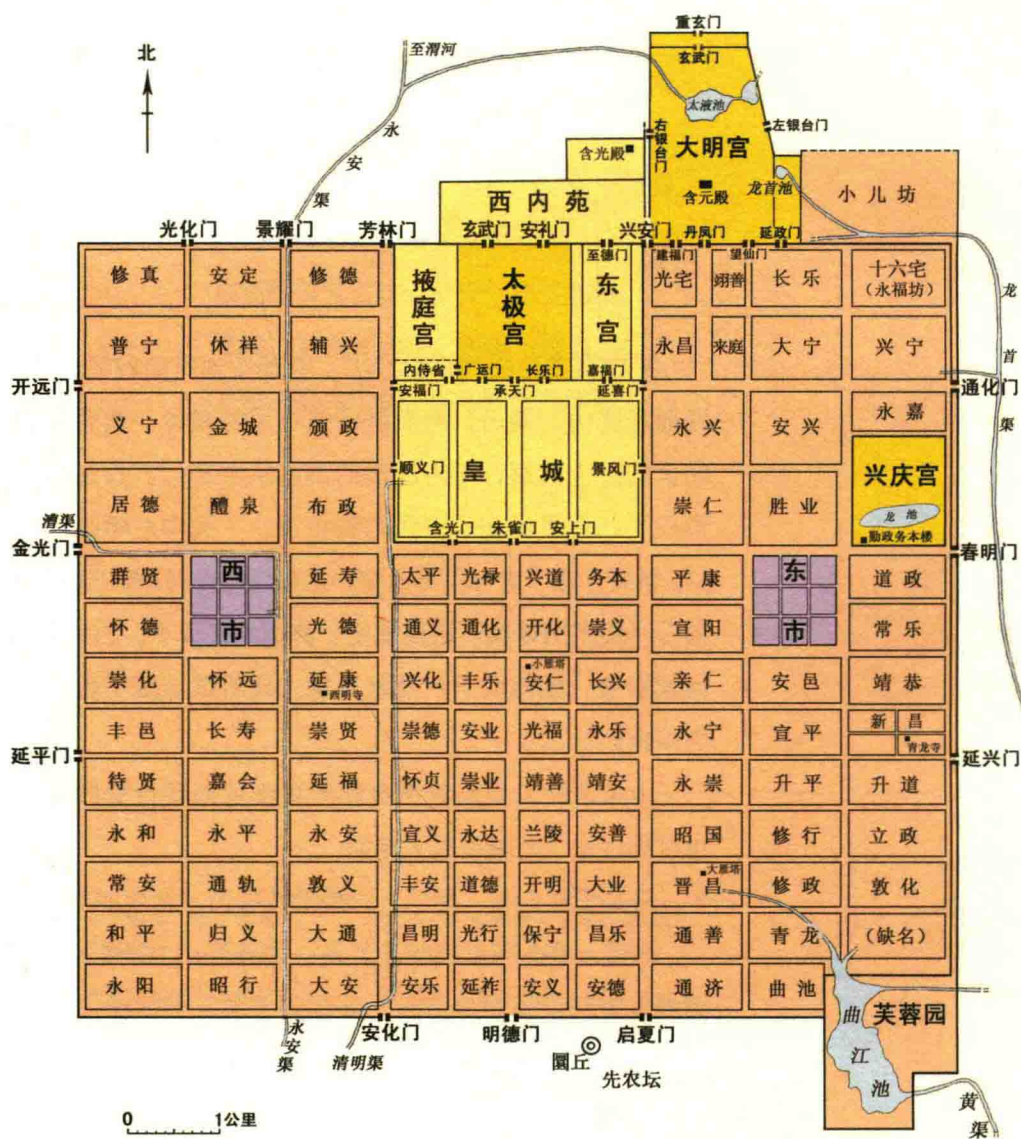 重玄门
北
至渭河
玄武门
太液池
永安渠
右银台门
左银台门
大明宫
含光殿
含元殿
龙首池
小儿坊
西内苑
光化门
景耀门
芳林门
玄武门
安礼门
兴安门
丹凤门
延政门
至德门
建福门
望仙门
修真
安定
修德
掖庭宫
太极宫
东宫
光宅
翊善
长乐
十六宅
(永福坊)
龙首渠
普宁
休祥
辅兴
永昌
来庭
大宁
兴宁
内侍省
广运门
长乐门
嘉福门
开远门
安福门
承天门
延喜门
通化门
义宁
金城
颁政
永兴
安兴
永嘉
顺义门
皇城
景风门
兴庆宫
居德
醴泉
布政
崇仁
胜业
龙池
勤政务本楼
漕渠
含光门
朱雀门
安上门
金光门
春明门
群贤
西市
延寿
太平
光禄
兴道
务本
平康
东市
道政
怀德
光德
通义
通化
开化
崇义
宣阳
常乐
崇化
怀远
延康
西明寺
兴化
丰乐
小雁塔
安仁
长兴
亲仁
安邑
靖恭
丰邑
长寿
崇贤
崇德
安业
光福
永乐
永宁
宣平
新昌
青龙寺
延平门
延兴门
待贤
嘉会
延福
怀贞
崇业
靖善
靖安
永崇
升平
升道
永和
永平
永安
宣义
永达
兰陵
安善
昭国
修行
立政
常安
通轨
敦义
丰安
道德
开明
大业
大雁塔
晋昌
修政
敦化
和平
归义
大通
昌明
光行
保宁
昌乐
通善
青龙
(缺名)
永阳
昭行
大安
安乐
延祚
安义
安德
通济
曲池
曲江池
芙蓉园
安化门
明德门
启夏门
永安渠
清明渠
圜丘
先农坛
黄渠
0 1公里